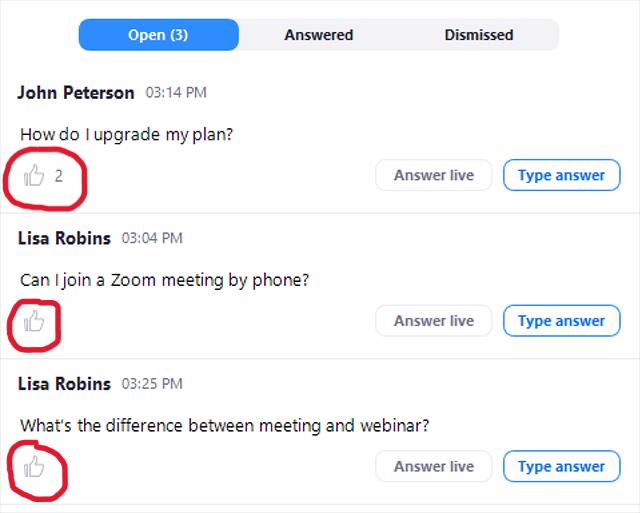 Open (3) Answered Dismissed
John Peterson 03:14 PM
How do I upgrade my plan?
2 Answer live Type answer
Lisa Robins 03:04 PM
Can I join a Zoom meeting by phone?
Answer live Type answer
Lisa Robins 03:25 PM
What's the difference between meeting and webinar?
Answer live Type answer